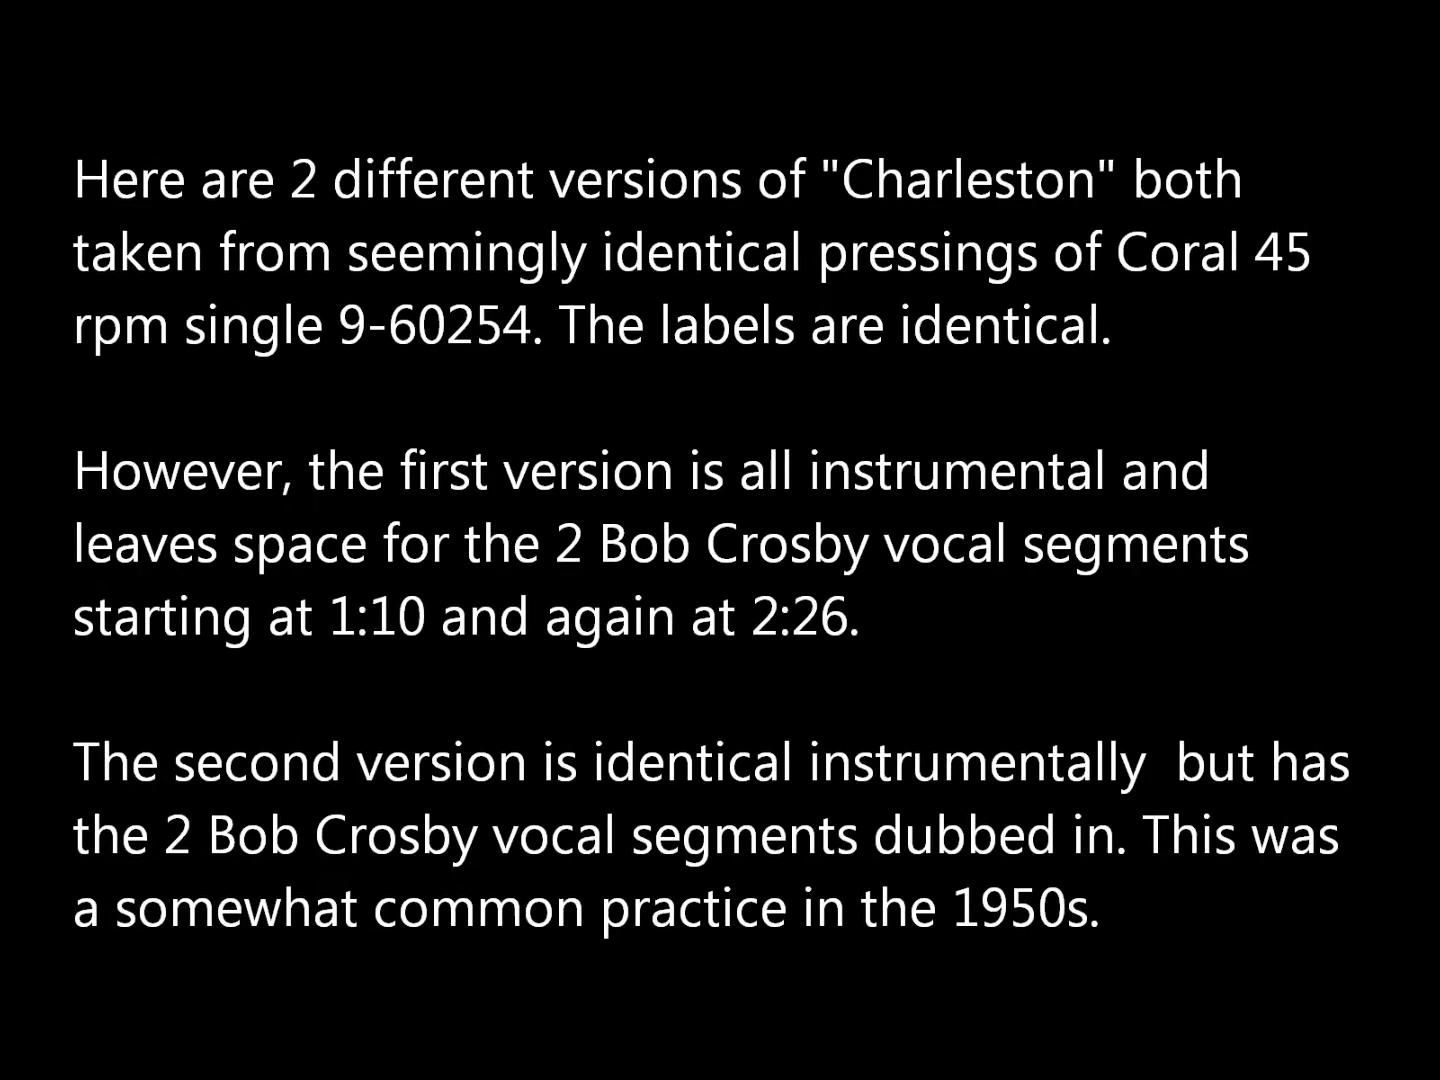 Here are 2 different versions of "Charleston" both
taken from seemingly identical pressings of Coral 45
rpm single 9-60254. The labels are identical.
However, the first version is all instrumental and
leaves space for the 2 Bob Crosby vocal segments
starting at 1:10 and again at 2:26.
The second version is identical instrumentally  but has
the 2 Bob Crosby vocal segments dubbed in. This was
a somewhat common practice in the 1950s.